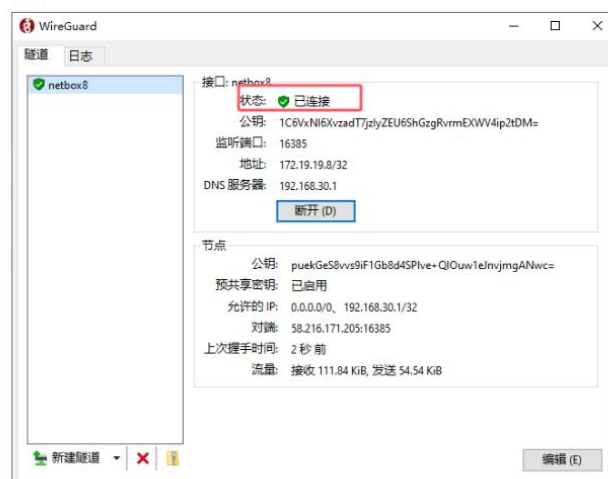 WireGuard
隧道 日志
netbox8
接口: netbox8
状态: 已连接
公钥: 1C6VxNI6XvzadT7jzlyZEU6ShGzgRvrmEXWV4ip2tDM=
监听端口: 16385
地址: 172.19.19.8/32
DNS 服务器: 192.168.30.1
断开 (D)
节点
公钥: puekGeS8vvs9iF1Gb8d4SPIve+QIOuw1eJnvjmgANwc=
预共享密钥: 已启用
允许的 IP: 0.0.0.0/0、192.168.30.1/32
对端: 58.216.171.205:16385
上次握手时间: 2 秒 前
流量: 接收 111.84 KiB, 发送 54.54 KiB
新建隧道
编辑 (E)